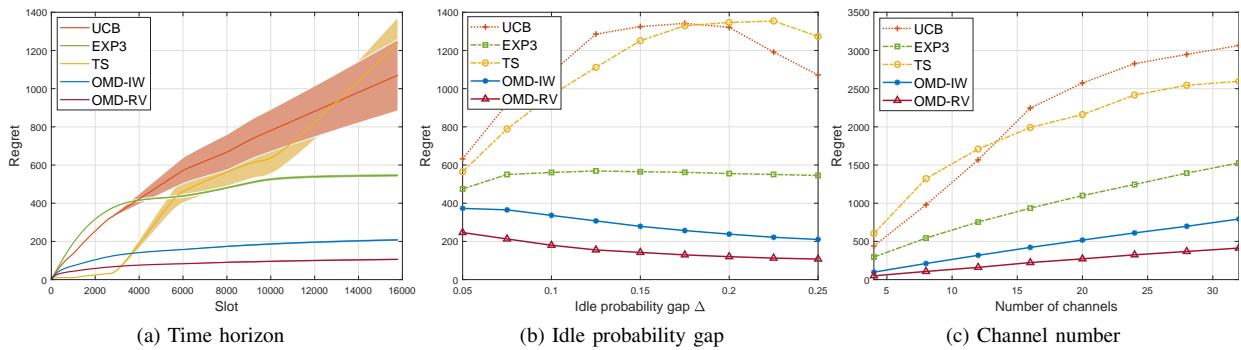 1400
1200
1000
800
600
400
200
0
0 2000 4000 6000 8000 10000 12000 14000 16000
Regret
Slot
UCB
EXP3
TS
OMD-IW
OMD-RV
(a) Time horizon
1400
1200
1000
800
600
400
200
0
0.05 0.1 0.15 0.2 0.25
Regret
Idle probability gap Δ
UCB
EXP3
TS
OMD-IW
OMD-RV
(b) Idle probability gap
3500
3000
2500
2000
1500
1000
500
0
5 10 15 20 25 30
Regret
Number of channels
UCB
EXP3
TS
OMD-IW
OMD-RV
(c) Channel number